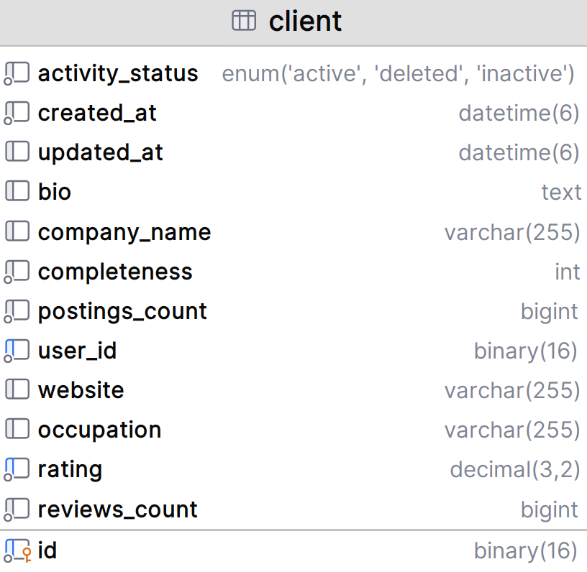 client
activity_status enum('active', 'deleted', 'inactive')
created_at datetime(6)
updated_at datetime(6)
bio text
company_name varchar(255)
completeness int
postings_count bigint
user_id binary(16)
website varchar(255)
occupation varchar(255)
rating decimal(3,2)
reviews_count bigint
id binary(16)